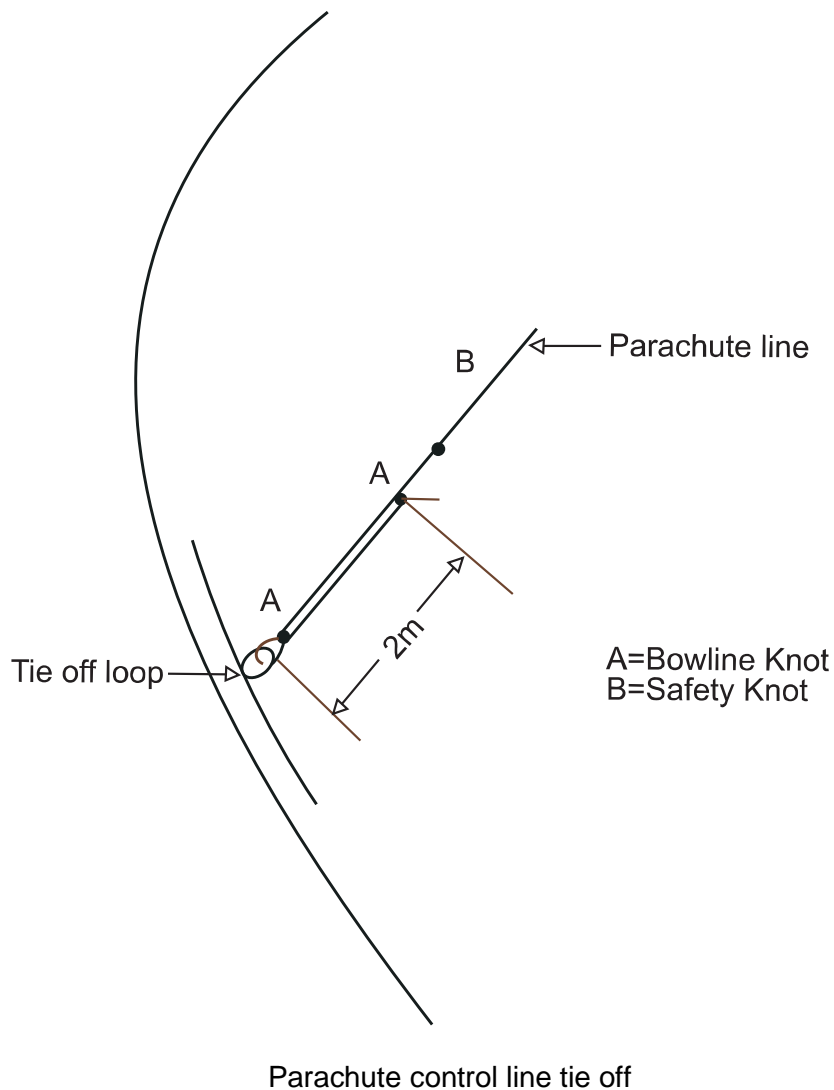 B
Parachute line
A
A
2m
Tie off loop
A=Bowline Knot
B=Safety Knot
Parachute control line tie off